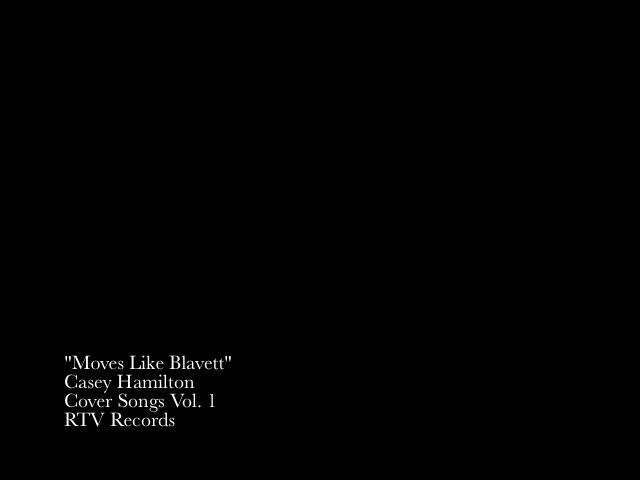 "Moves Like Blavett"
Casey Hamilton
Cover Songs Vol. 1
RTV Records